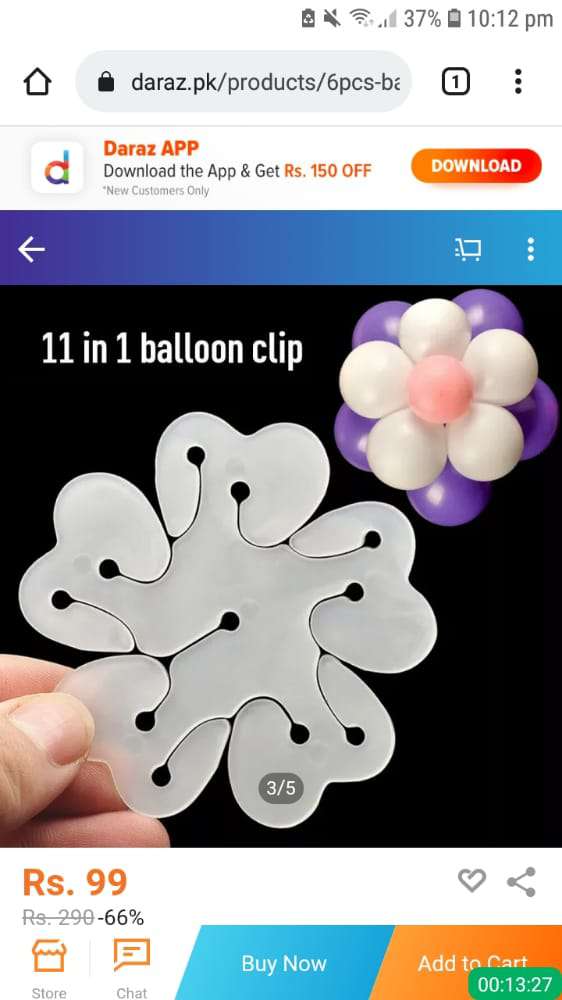 37% 10:12 pm
daraz.pk/products/6pcs-ba
1
Daraz APP
Download the App & Get Rs. 150 OFF
*New Customers Only
DOWNLOAD
11 in 1 balloon clip
3/5
Rs. 99
Rs. 290 -66%
Store
Chat
Buy Now
Add to Cart
00:13:27